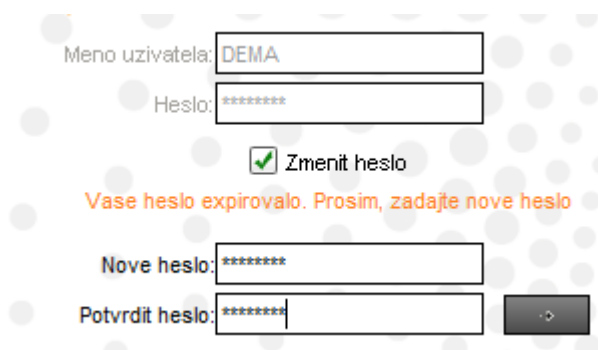 Meno uzivatela: DEMA
Heslo: ********
Zmenit heslo
Vase heslo expirovalo. Prosim, zadajte nove heslo
Nove heslo: ********
Potvrdit heslo: ********